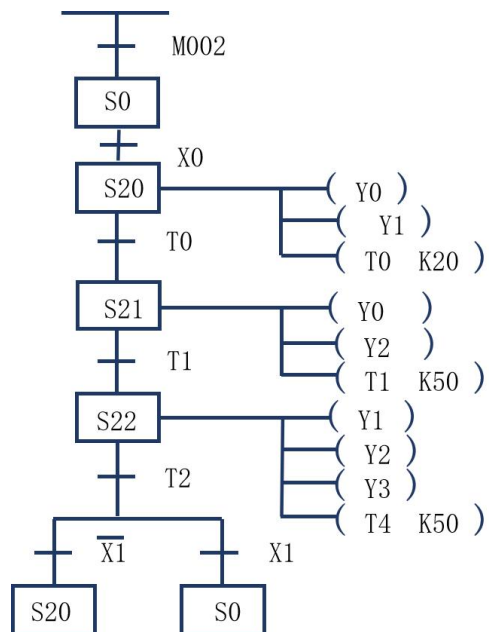 M002
S0
X0
S20
( Y0 )
( Y1 )
T0
( T0 K20 )
S21
( Y0 )
( Y2 )
T1
( T1 K50 )
S22
( Y1 )
( Y2 )
T2
( Y3 )
( T4 K50 )
X̅1̅ X1
S20 S0